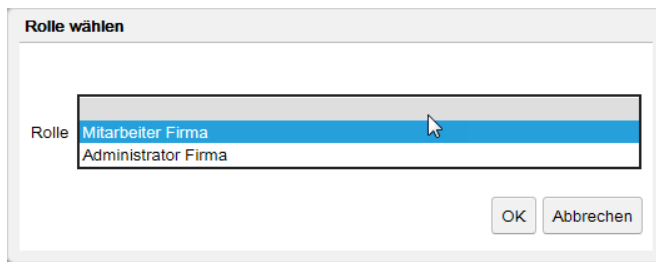 Rolle wählen
Rolle
Mitarbeiter Firma
Administrator Firma
OK
Abbrechen